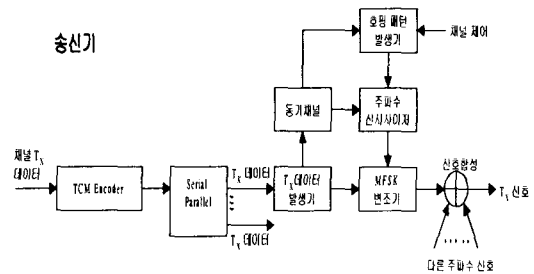 송신기
호핑 패턴
발생기
채널 제어
동기채널
주파수
신시사이저
채널 Tx
데이터
TCM Encoder
Serial
Parallel
Tx 데이터
Tx 데이터
Tx데이터
발생기
MFSK
변조기
신호합성
Tx 신호
다른 주파수 신호